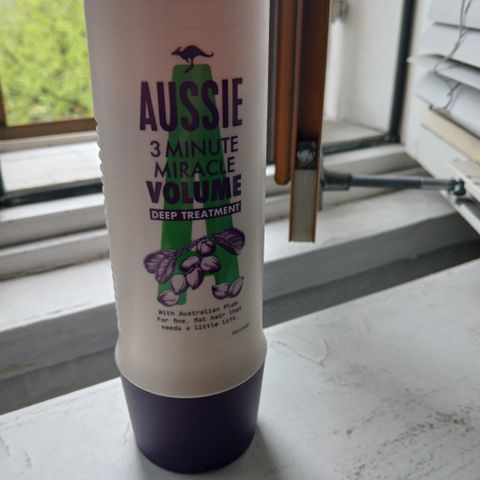 AUSSIE
3 MINUTE
MIRACLE
VOLUME
DEEP TREATMENT
With Australian Plum.
For fine, flat hair that
needs a little lift.